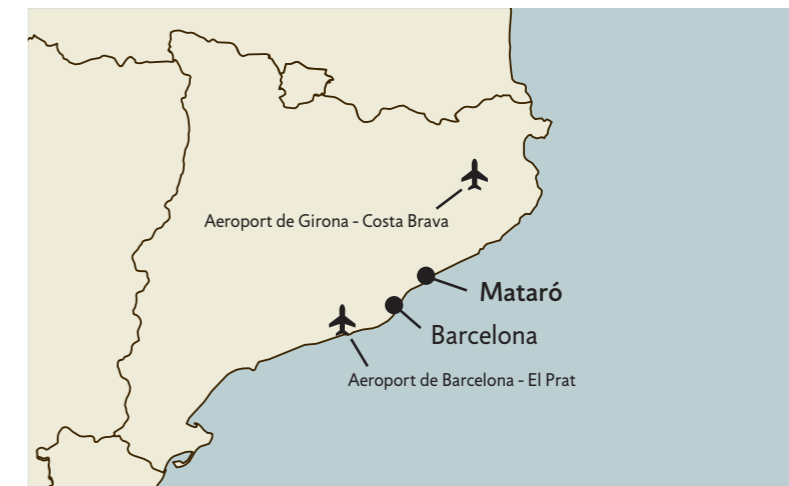 Aeroport de Girona - Costa Brava
Mataró
Barcelona
Aeroport de Barcelona - El Prat